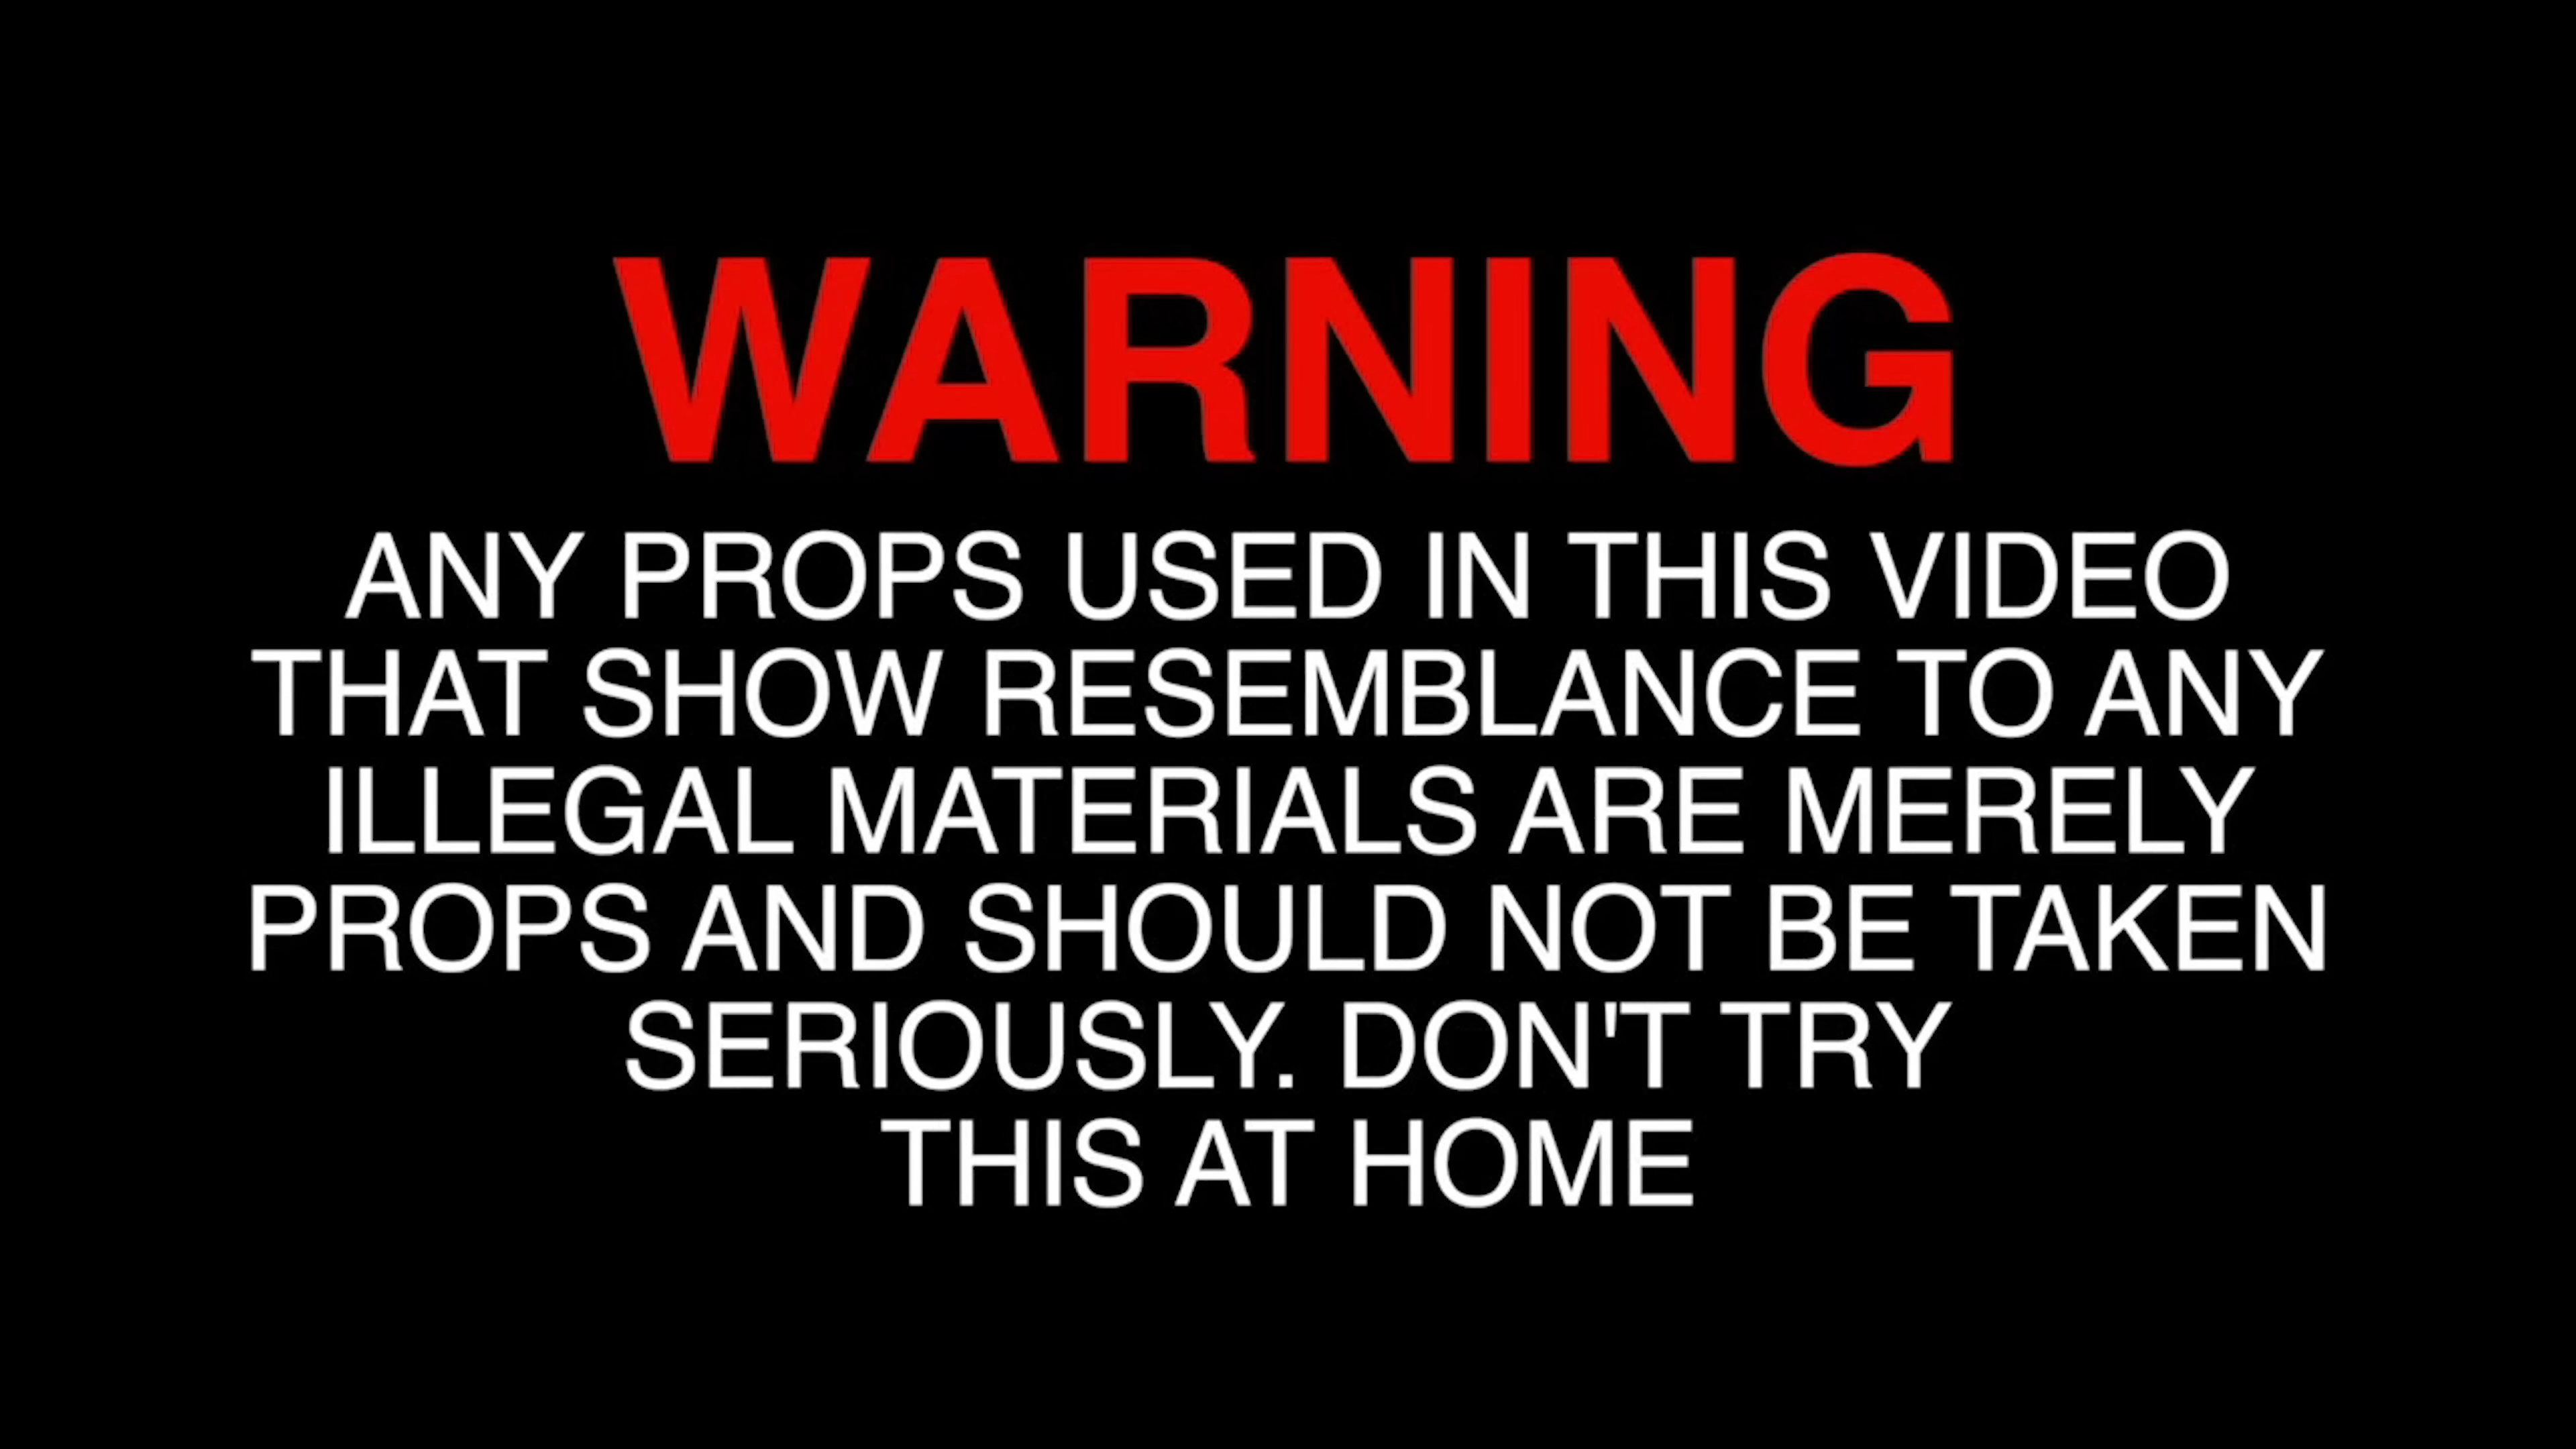 WARNING
ANY PROPS USED IN THIS VIDEO
THAT SHOW RESEMBLANCE TO ANY
ILLEGAL MATERIALS ARE MERELY
PROPS AND SHOULD NOT BE TAKEN
SERIOUSLY. DON'T TRY
THIS AT HOME